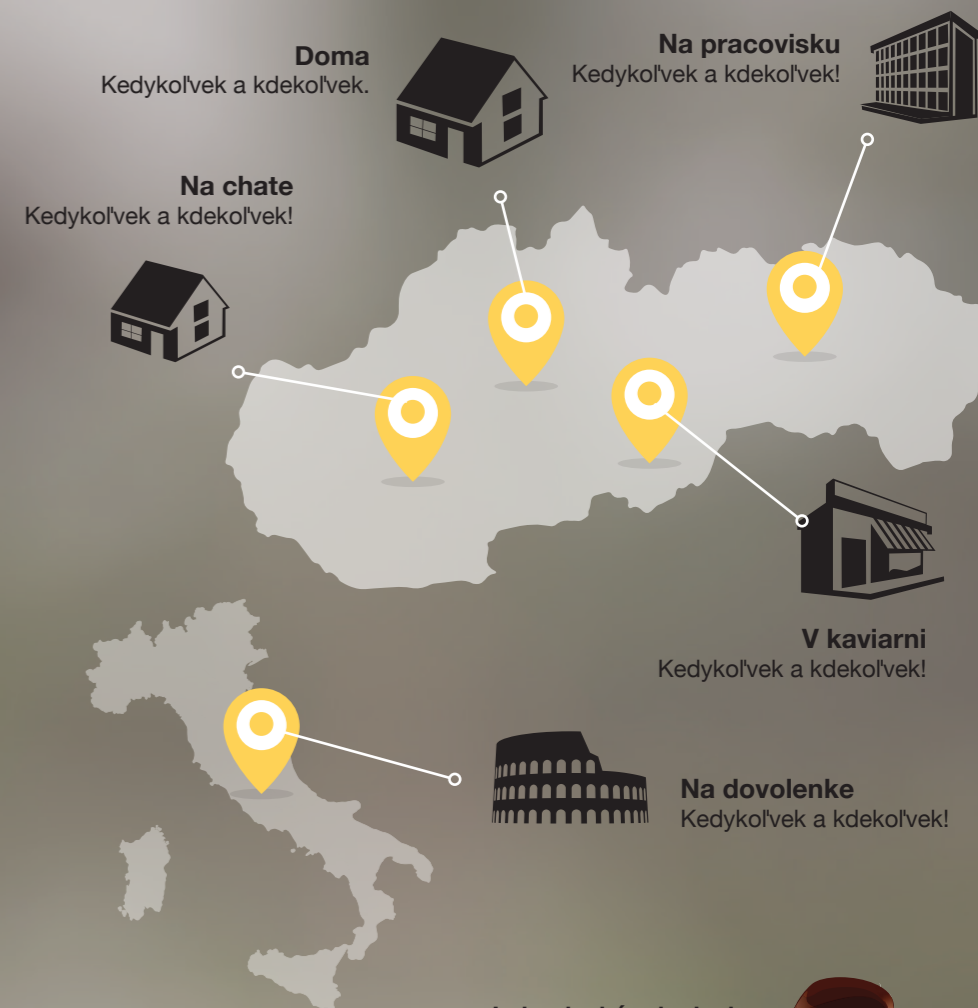 Doma
Kedykoľvek a kdekoľvek.
Na pracovisku
Kedykoľvek a kdekoľvek!
Na chate
Kedykoľvek a kdekoľvek!
V kaviarni
Kedykoľvek a kdekoľvek!
Na dovolenke
Kedykoľvek a kdekoľvek!